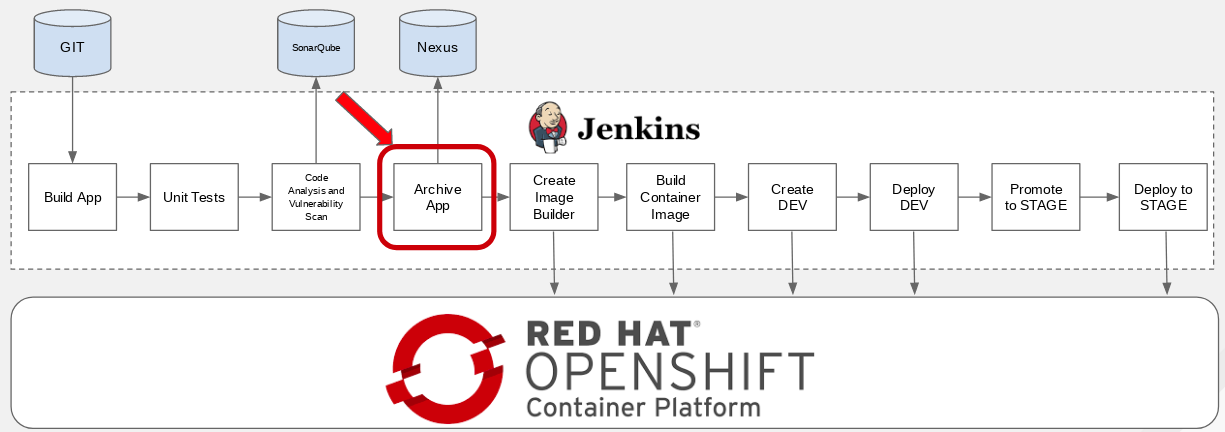 GIT
SonarQube
Nexus
Jenkins
Build App
Unit Tests
Code
Analysis and
Vulnerability
Scan
Archive
App
Create
Image
Builder
Build
Container
Image
Create
DEV
Deploy
DEV
Promote
to STAGE
Deploy to
STAGE
RED HAT®
OPENSHIFT
Container Platform